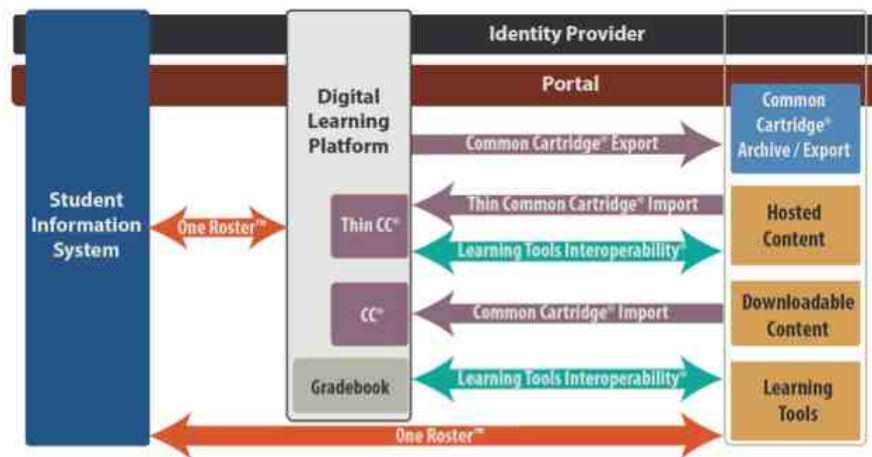 Identity Provider
Portal
Student
Information
System
One Roster™
Digital
Learning
Platform
Thin CC®
CC®
Gradebook
Common Cartridge® Export
Thin Common Cartridge® Import
Learning Tools Interoperability®
Common Cartridge® Import
Learning Tools Interoperability®
One Roster™
Common
Cartridge®
Archive / Export
Hosted
Content
Downloadable
Content
Learning
Tools